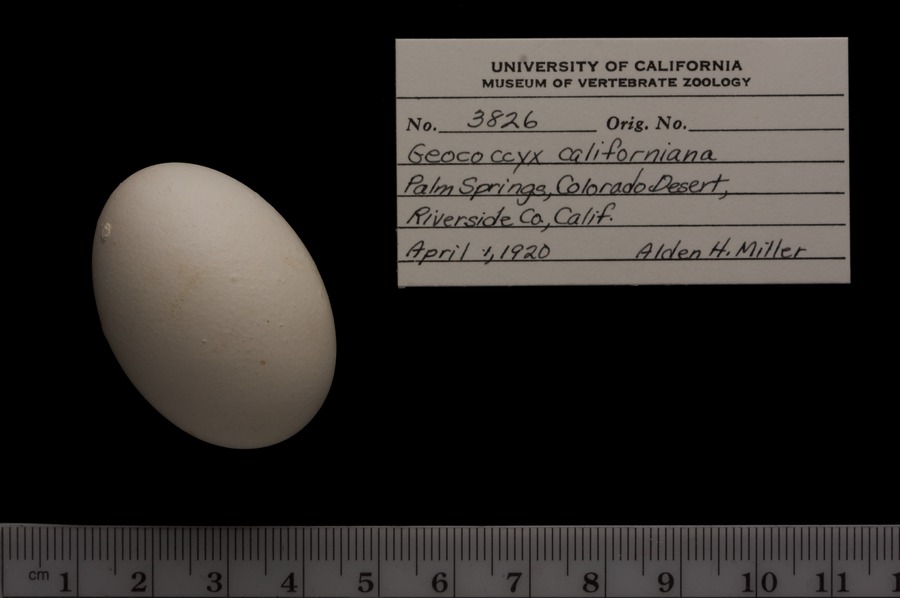 UNIVERSITY OF CALIFORNIA
MUSEUM OF VERTEBRATE ZOOLOGY
No. 3826 Orig. No.
Geococcyx californiana
Palm Springs, Colorado Desert,
Riverside Co., Calif.
April 1, 1920 Alden H. Miller
cm 1 2 3 4 5 6 7 8 9 10 11